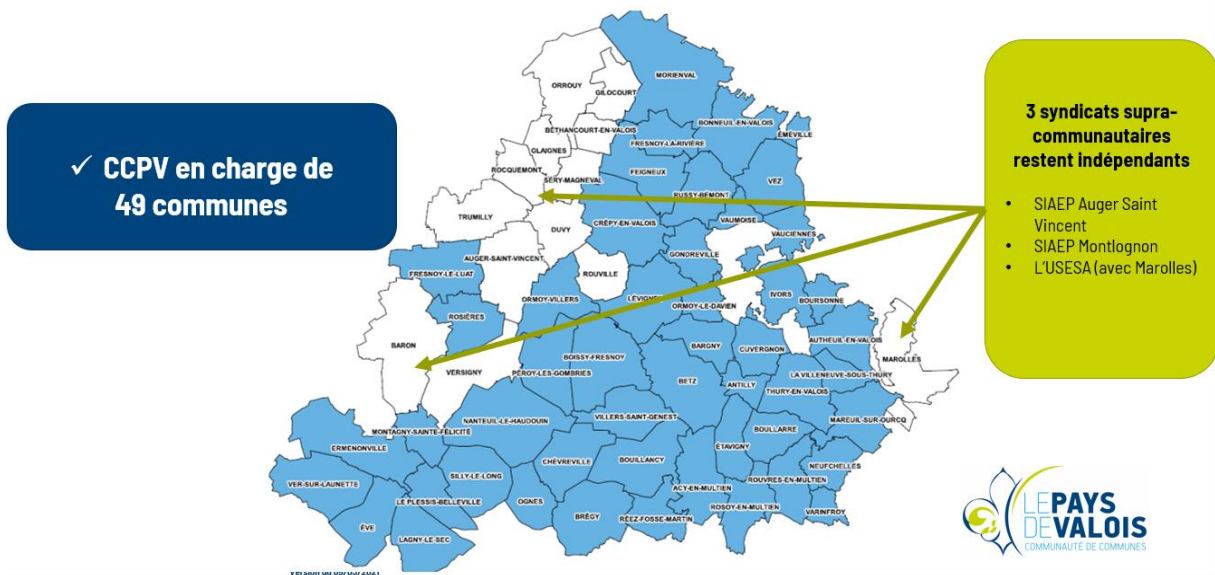 ✓ CCPV en charge de
49 communes
ORROUY
GILOCOURT
MORIENVAL
BÉTHANCOURT-EN-VALOIS
GLAIGNES
ROCQUEMONT
SÉRY-MAGNEVAL
TRUMILLY
DUVY
AUGER-SAINT-VINCENT
FRESNOY-LE-LUAT
ROUVILLE
ROSIÈRES
BARON
VERSIGNY
BONNEUIL-EN-VALOIS
ÉMÉVILLE
FRESNOY-LA-RIVIÈRE
FEIGNEUX
RUSSY-BÉMONT
VEZ
CRÉPY-EN-VALOIS
VAUMOISE
VAUCIENNES
GONDREVILLE
ORMOY-VILLERS
LÉVIGNEN
ORMOY-LE-DAVIEN
IVORS
BOURSONNE
AUTHEUIL-EN-VALOIS
MAROLLES
BARGNY
CUVERGNON
BOISSY-FRESNOY
PÉROY-LES-GOMBRIES
BETZ
ANTILLY
LA VILLENEUVE-SOUS-THURY
THURY-EN-VALOIS
MAREUIL-SUR-OURCQ
NANTEUIL-LE-HAUDOUIN
VILLERS-SAINT-GENEST
MONTAGNY-SAINTE-FÉLICITÉ
ERMENONVILLE
BOULLARRE
ÉTAVIGNY
NEUFCHELLES
CHÈVREVILLE
BOUILLANCY
SILLY-LE-LONG
VER-SUR-LAUNETTE
LE PLESSIS-BELLEVILLE
OGNES
ACY-EN-MULTIEN
ROUVRES-EN-MULTIEN
ROSOY-EN-MULTIEN
VARINFROY
BRÉGY
RÉEZ-FOSSE-MARTIN
ÈVE
LAGNY-LE-SEC
Version du 05/05/2021
3 syndicats supra-
communautaires
restent indépendants
• SIAEP Auger Saint
Vincent
• SIAEP Montlognon
• L'USESA (avec Marolles)
LE PAYS
DE VALOIS
COMMUNAUTÉ DE COMMUNES